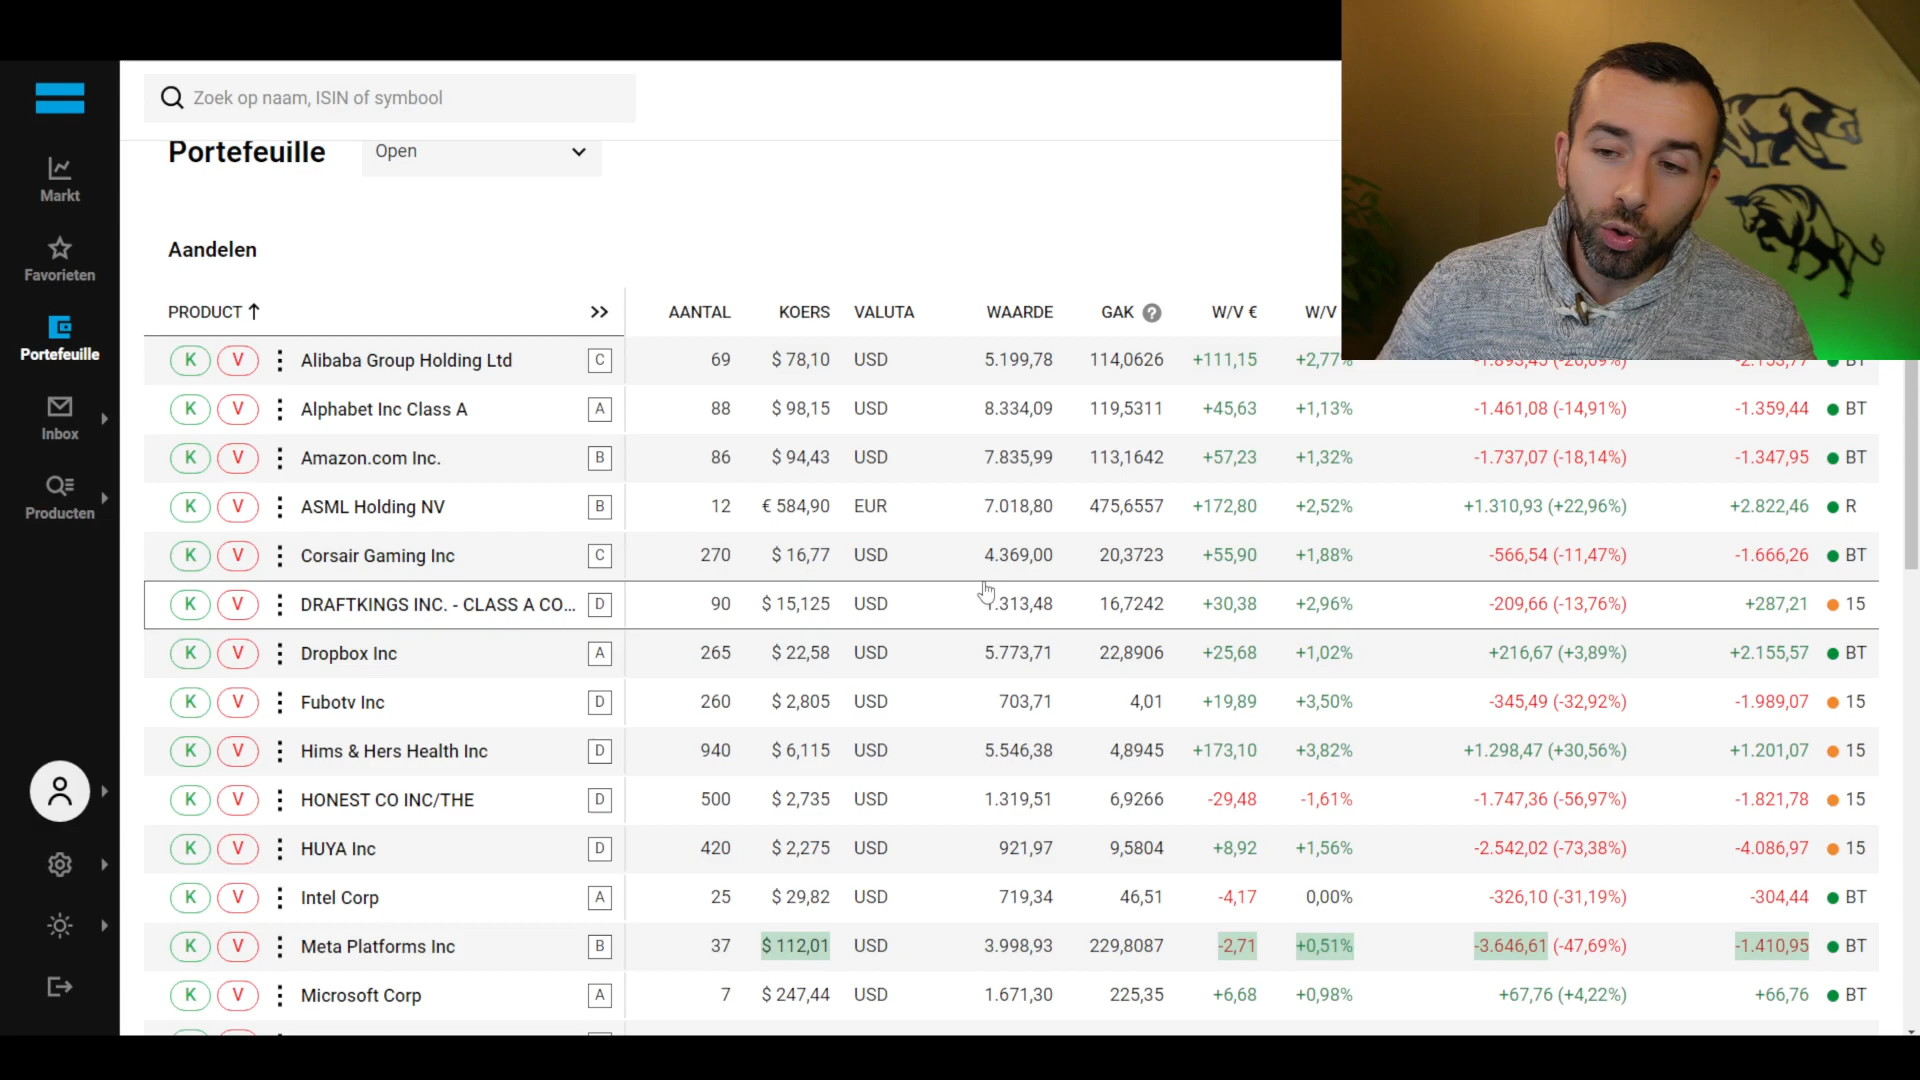 Zoek op naam, ISIN of symbool
Portefeuille Open
Markt
Favorieten
Portefeuille
Inbox
Producten
Aandelen
PRODUCT AANTAL KOERS VALUTA WAARDE GAK ? W/V € W/V
K V Alibaba Group Holding Ltd C 69 $ 78,10 USD 5.199,78 114,0626 +111,15 +2,77% -2.153,77 BT
K V Alphabet Inc Class A A 88 $ 98,15 USD 8.334,09 119,5311 +45,63 +1,13% -1.461,08 (-14,91%) -1.359,44 BT
K V Amazon.com Inc. B 86 $ 94,43 USD 7.835,99 113,1642 +57,23 +1,32% -1.737,07 (-18,14%) -1.347,95 BT
K V ASML Holding NV B 12 € 584,90 EUR 7.018,80 475,6557 +172,80 +2,52% +1.310,93 (+22,96%) +2.822,46 R
K V Corsair Gaming Inc C 270 $ 16,77 USD 4.369,00 20,3723 +55,90 +1,88% -566,54 (-11,47%) -1.666,26 BT
K V DRAFTKINGS INC. - CLASS A CO... D 90 $ 15,125 USD 1.313,48 16,7242 +30,38 +2,96% -209,66 (-13,76%) +287,21 15
K V Dropbox Inc A 265 $ 22,58 USD 5.773,71 22,8906 +25,68 +1,02% +216,67 (+3,89%) +2.155,57 BT
K V Fubotv Inc D 260 $ 2,805 USD 703,71 4,01 +19,89 +3,50% -345,49 (-32,92%) -1.989,07 15
K V Hims & Hers Health Inc D 940 $ 6,115 USD 5.546,38 4,8945 +173,10 +3,82% +1.298,47 (+30,56%) +1.201,07 15
K V HONEST CO INC/THE D 500 $ 2,735 USD 1.319,51 6,9266 -29,48 -1,61% -1.747,36 (-56,97%) -1.821,78 15
K V HUYA Inc D 420 $ 2,275 USD 921,97 9,5804 +8,92 +1,56% -2.542,02 (-73,38%) -4.086,97 15
K V Intel Corp A 25 $ 29,82 USD 719,34 46,51 -4,17 0,00% -326,10 (-31,19%) -304,44 BT
K V Meta Platforms Inc B 37 $ 112,01 USD 3.998,93 229,8087 -2,71 +0,51% -3.646,61 (-47,69%) -1.410,95 BT
K V Microsoft Corp A 7 $ 247,44 USD 1.671,30 225,35 +6,68 +0,98% +67,76 (+4,22%) +66,76 BT